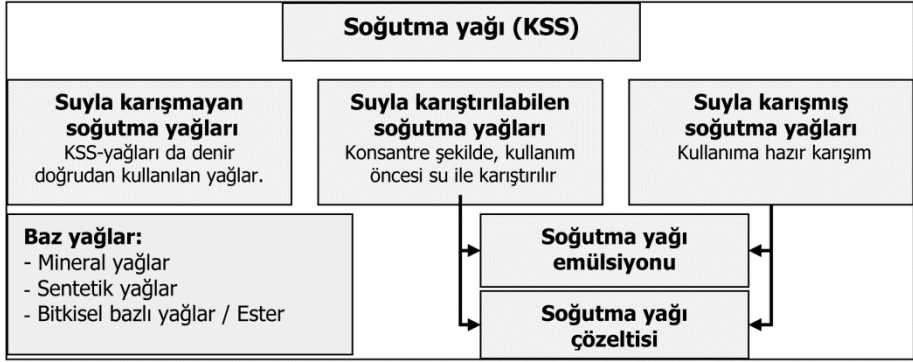 Soğutma yağı (KSS)
Suyla karışmayan
soğutma yağları
KSS-yağları da denir
doğrudan kullanılan yağlar.
Suyla karıştırılabilen
soğutma yağları
Konsantre şekilde, kullanım
öncesi su ile karıştırılır
Suyla karışmış
soğutma yağları
Kullanıma hazır karışım
Baz yağlar:
- Mineral yağlar
- Sentetik yağlar
- Bitkisel bazlı yağlar / Ester
Soğutma yağı
emülsiyonu
Soğutma yağı
çözeltisi